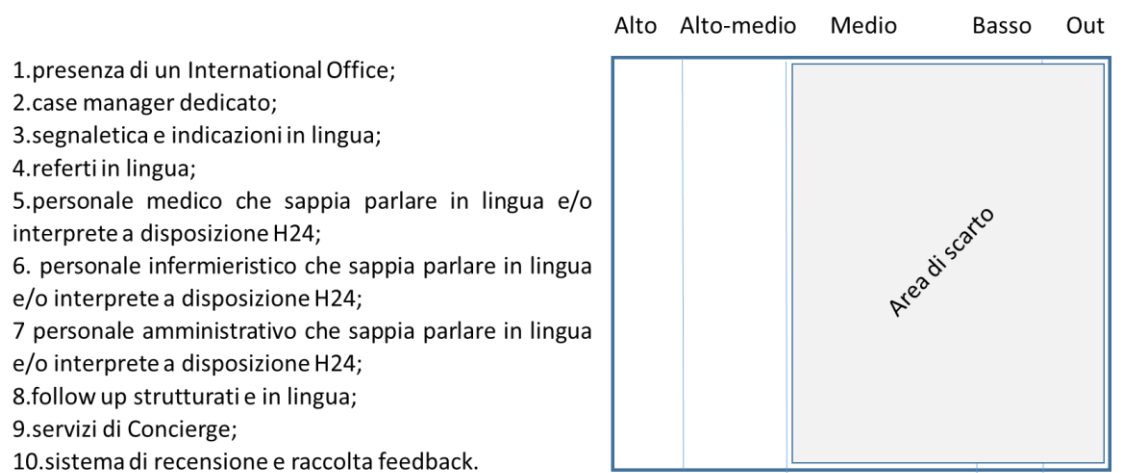 Alto Alto-medio Medio Basso Out
1.presenza di un International Office;
2.case manager dedicato;
3.segnaletica e indicazioni in lingua;
4.referti in lingua;
5.personale medico che sappia parlare in lingua e/o
interprete a disposizione H24;
6. personale infermieristico che sappia parlare in lingua
e/o interprete a disposizione H24;
7 personale amministrativo che sappia parlare in lingua
e/o interprete a disposizione H24;
8.follow up strutturati e in lingua;
9.servizi di Concierge;
10.sistema di recensione e raccolta feedback.
Area di scarto